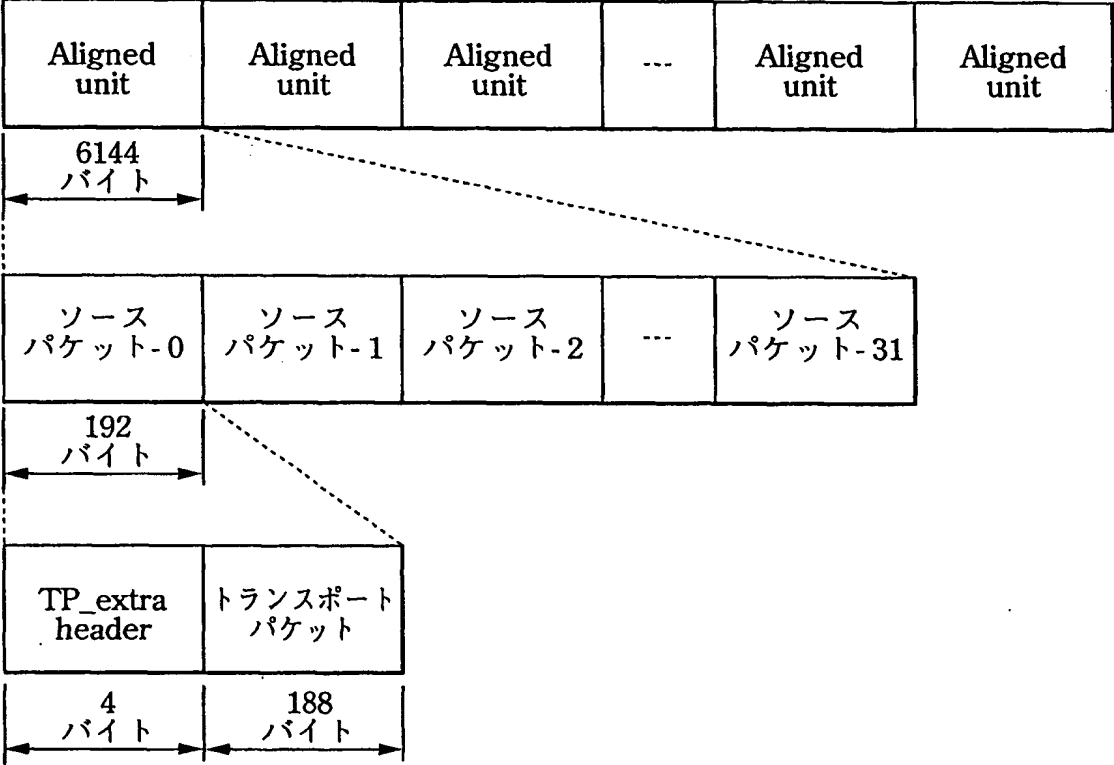 Aligned
unit
Aligned
unit
Aligned
unit
---
Aligned
unit
Aligned
unit
6144
バイト
ソース
パケット-0
ソース
パケット-1
ソース
パケット-2
---
ソース
パケット-31
192
バイト
TP_extra
header
トランスポート
パケット
4
バイト
188
バイト